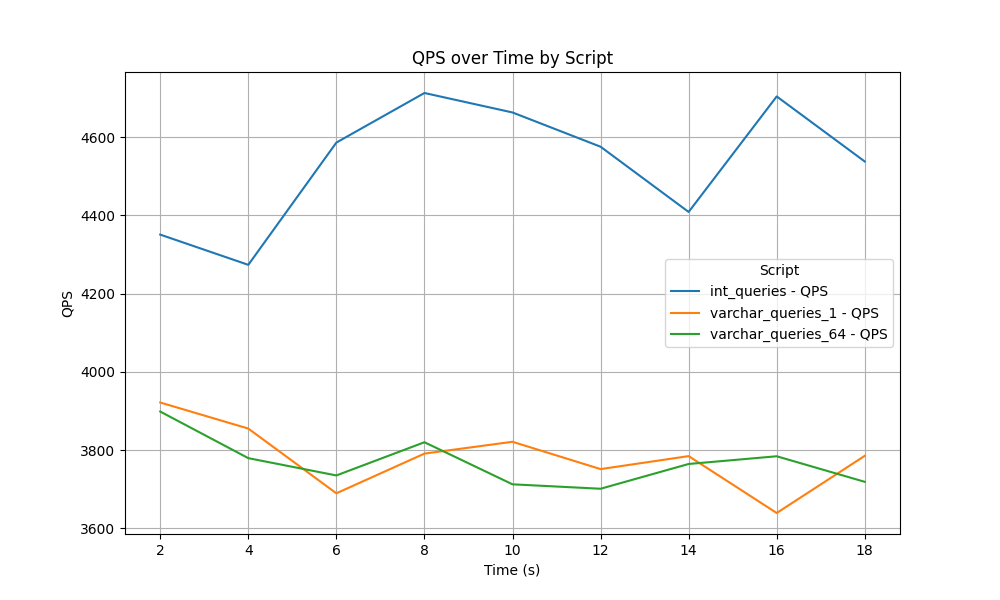 QPS over Time by Script
4600
4400
4200
4000
3800
3600
QPS
Script
int_queries - QPS
varchar_queries_1 - QPS
varchar_queries_64 - QPS
2 4 6 8 10 12 14 16 18
Time (s)